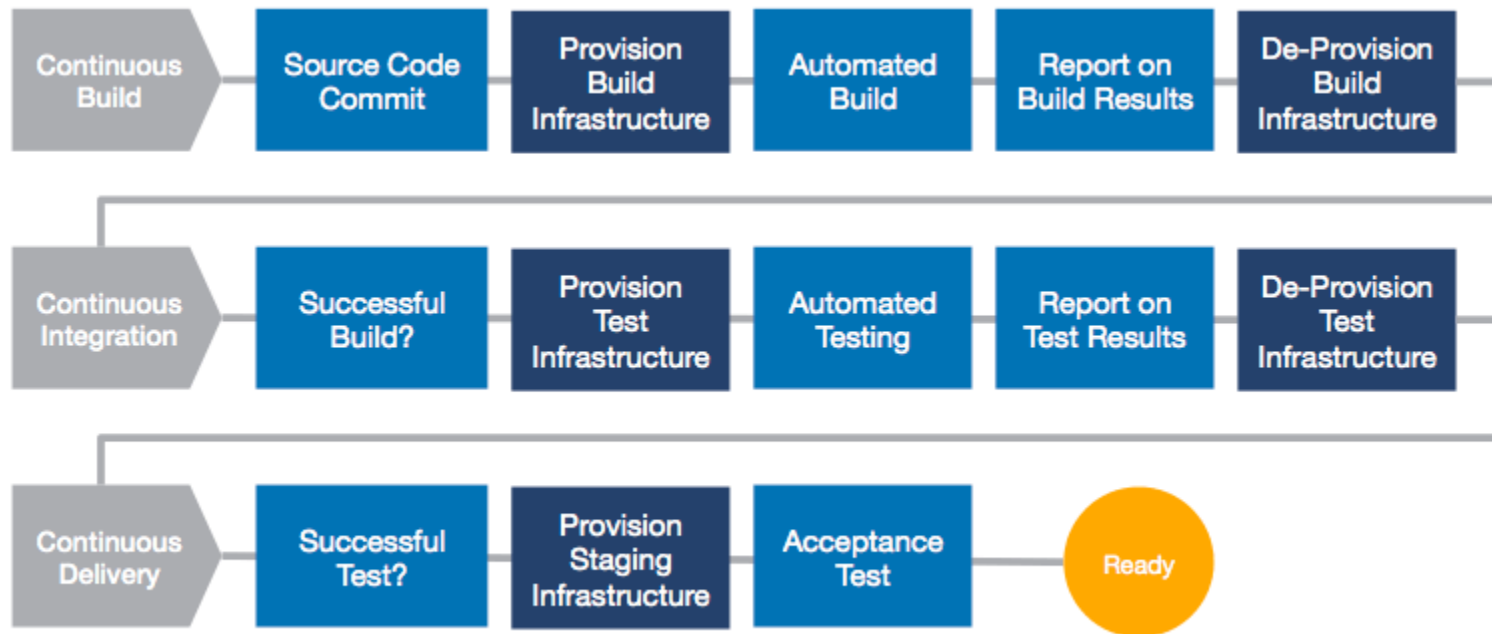 Continuous
Build
Source Code
Commit
Provision
Build
Infrastructure
Automated
Build
Report on
Build Results
De-Provision
Build
Infrastructure
Continuous
Integration
Successful
Build?
Provision
Test
Infrastructure
Automated
Testing
Report on
Test Results
De-Provision
Test
Infrastructure
Continuous
Delivery
Successful
Test?
Provision
Staging
Infrastructure
Acceptance
Test
Ready